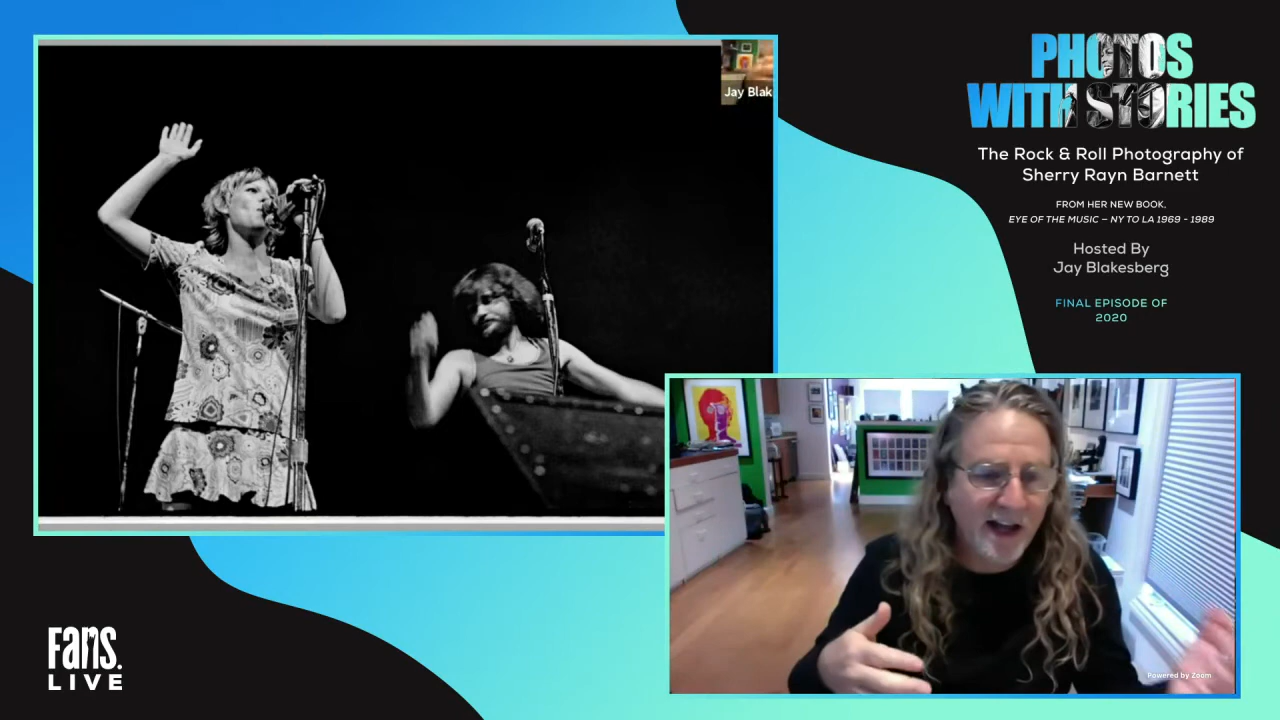 Jay Blak
PHOTOS
WITH STORIES
The Rock & Roll Photography of
Sherry Rayn Barnett
FROM HER NEW BOOK,
EYE OF THE MUSIC – NY TO LA 1969 - 1989
Hosted By
Jay Blakesberg
FINAL EPISODE OF
2020
Fans.
LIVE
Powered by Zoom